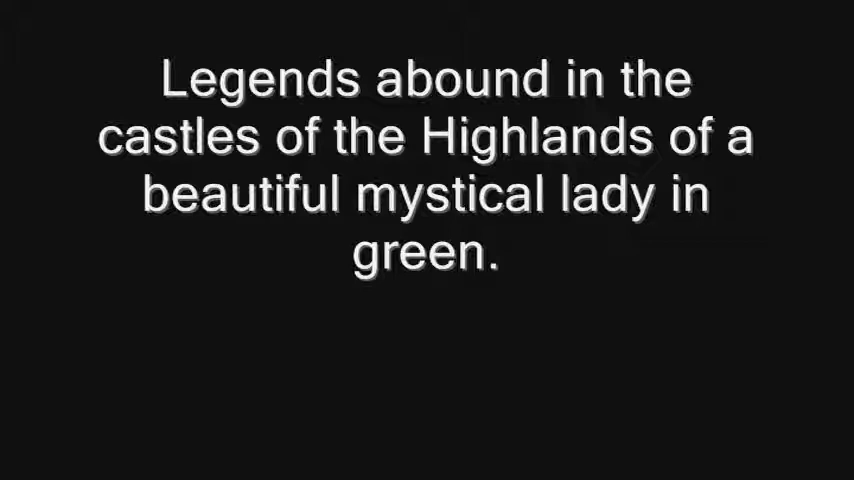 Legends abound in the
castles of the Highlands of a
beautiful mystical lady in
green.